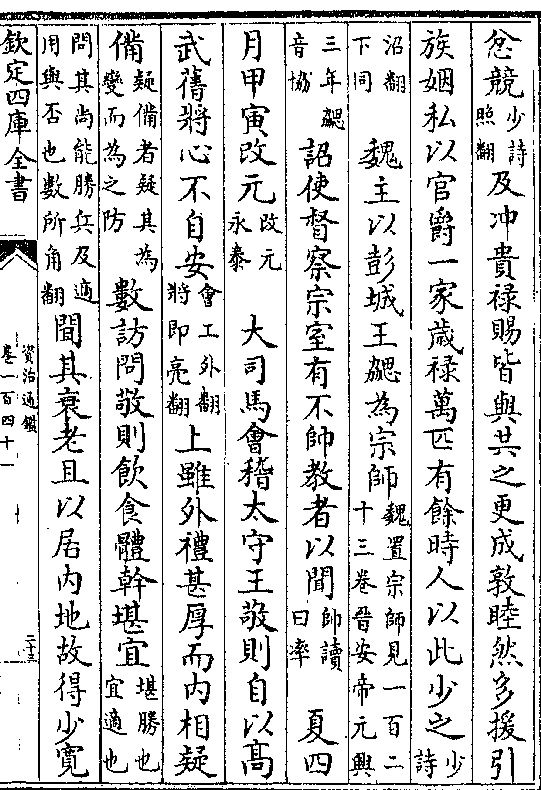 忿競少詩照翻及冲貴禄賜皆與共之更成敦睦然多援引
族姻私以官爵一家歲禄萬匹有餘時人以此少之少詩
沼翻下同　魏主以彭城王勰為宗師魏置宗師見一百二十三卷晉安帝元興
三年勰音協　詔使督察宗室有不帥教者以聞帥讀曰率　夏四
月甲寅改元改元永泰　大司馬會稽太守王敬則自以髙
武舊將心不自安會工外翻將即亮翻上雖外禮甚厚而内相疑
備疑備者疑其為變而為之防數訪問敬則飲食體幹堪宜堪勝也宜適也
問其尚能勝兵及適用與否也數所角翻聞其衰老且以居内地故得少寛
欽定四庫全書
資治通鑑
卷一百四十一
二十三